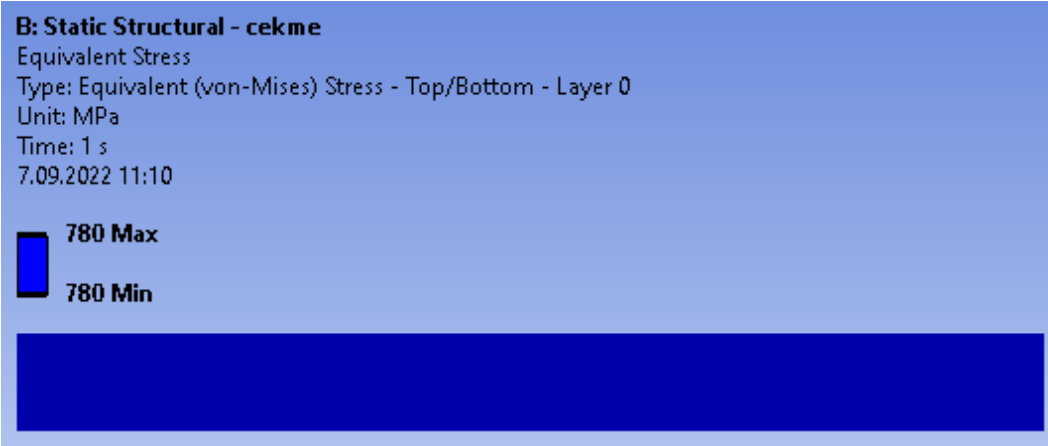 B: Static Structural - cekme
Equivalent Stress
Type: Equivalent (von-Mises) Stress - Top/Bottom - Layer 0
Unit: MPa
Time: 1 s
7.09.2022 11:10
780 Max
780 Min